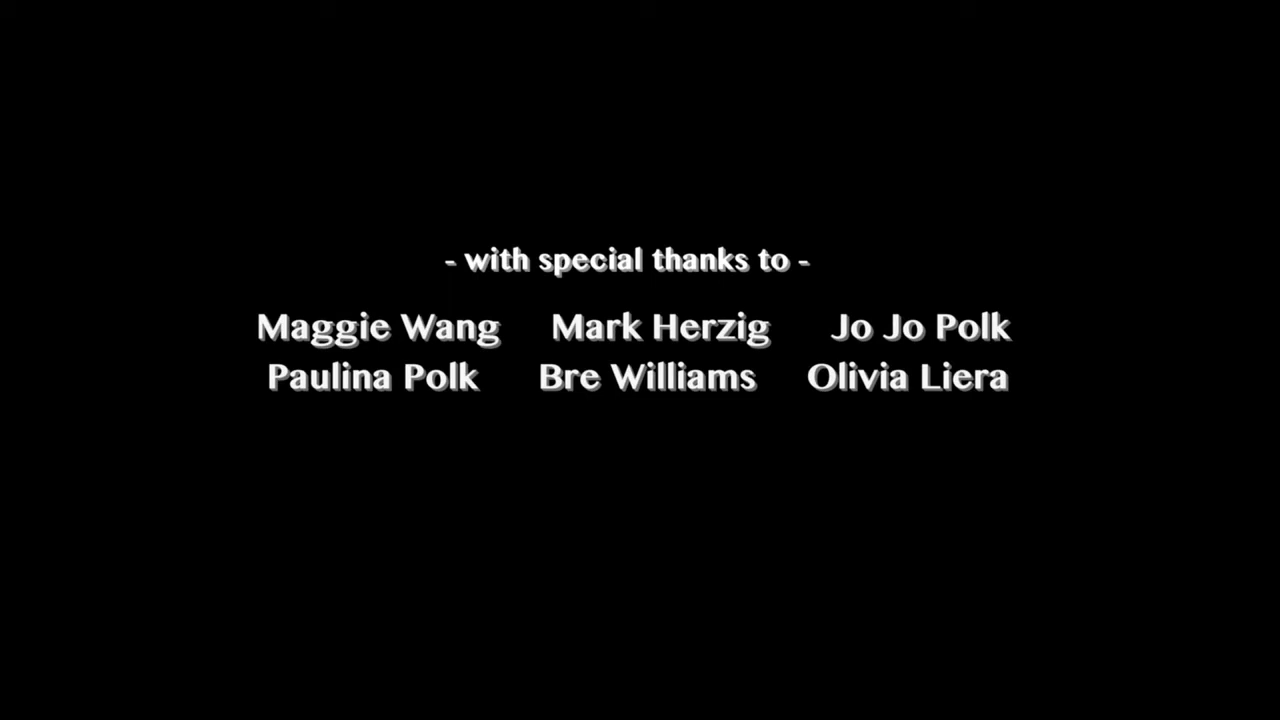 - with special thanks to -
Maggie Wang Mark Herzig Jo Jo Polk
Paulina Polk Bre Williams Olivia Liera